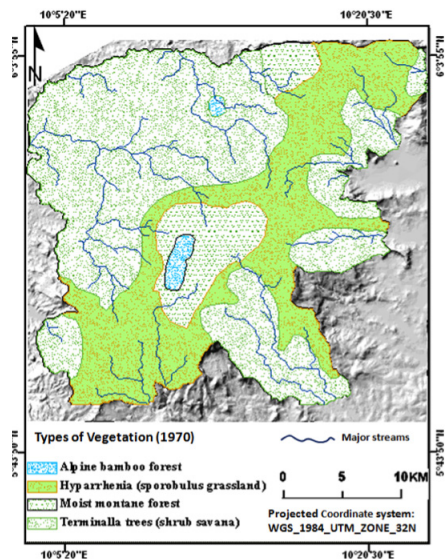 10°5'20"E 10°20'30"E
N
Types of Vegetation (1970)
Major streams
Alpine bamboo forest
Hyparrhenia (sporobulus grassland)
Moist montane forest
Terminalla trees (shrub savana)
0 5 10KM
Projected Coordinate system:
WGS_1984_UTM_ZONE_32N
10°5'20"E 10°20'30"E